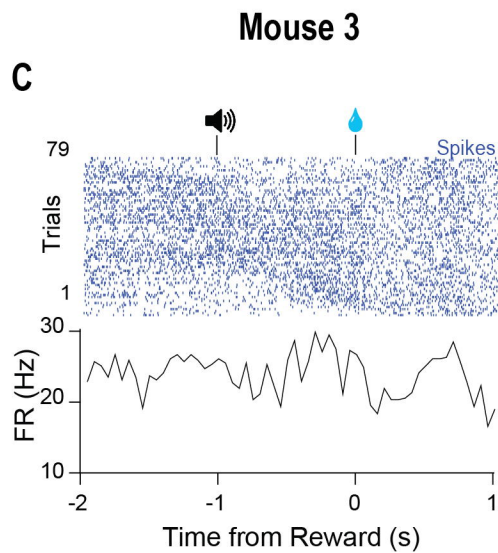 Mouse 3
C
79
Spikes
Trials
1
30
20
10
FR (Hz)
-2
-1
0
1
Time from Reward (s)